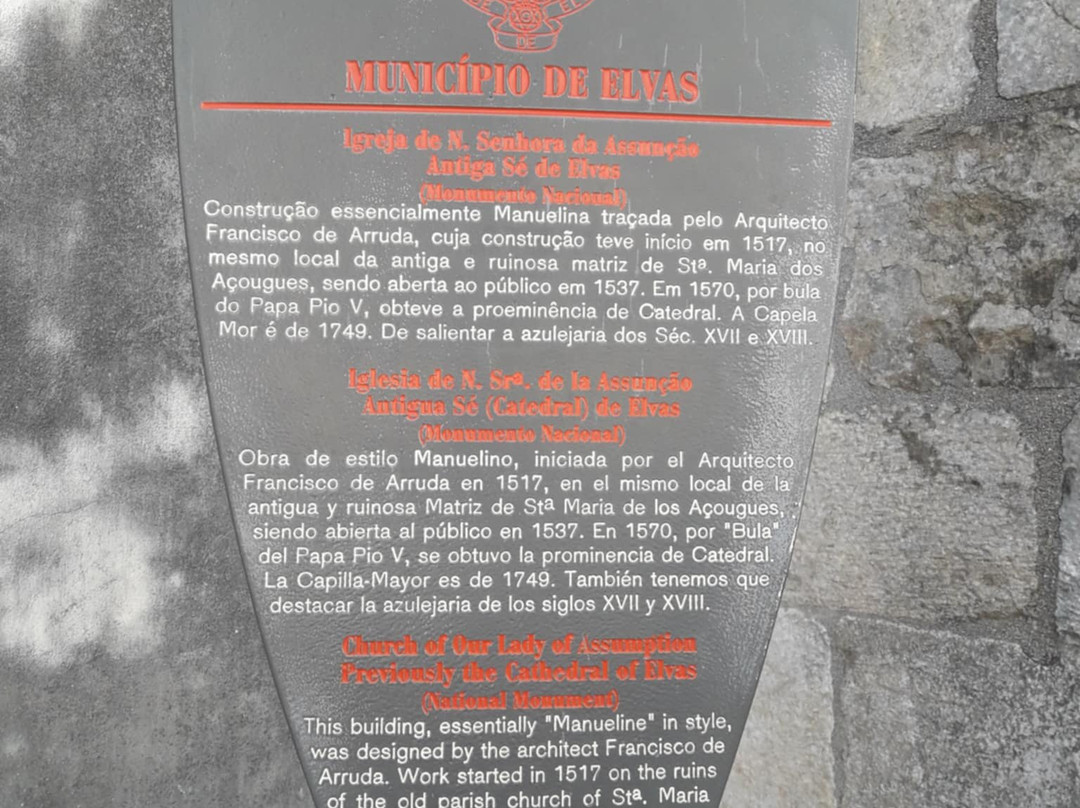 DE
MUNICÍPIO DE ELVAS
Igreja de N. Senhora da Assunção
Antiga Sé de Elvas
(Monumento Nacional)
Construção essencialmente Manuelina traçada pelo Arquitecto
Francisco de Arruda, cuja construção teve início em 1517, no
mesmo local da antiga e ruinosa matriz de Stª. Maria dos
Açougues, sendo aberta ao público em 1537. Em 1570, por bula
do Papa Pio V, obteve a proeminência de Catedral. A Capela
Mor é de 1749. De salientar a azulejaria dos Séc. XVII e XVIII.
Iglesia de N. Srª. de la Assunção
Antigua Sé (Catedral) de Elvas
(Monumento Nacional)
Obra de estilo Manuelino, iniciada por el Arquitecto
Francisco de Arruda en 1517, en el mismo local de la
antigua y ruinosa Matriz de Stª María de los Açougues,
siendo abierta al público en 1537. En 1570, por "Bula"
del Papa Pio V, se obtuvo la prominencia de Catedral.
La Capilla-Mayor es de 1749. También tenemos que
destacar la azulejaria de los siglos XVII y XVIII.
Church of Our Lady of Assumption
Previously the Cathedral of Elvas
(National Monument)
This building, essentially "Manueline" in style,
was designed by the architect Francisco de
Arruda. Work started in 1517 on the ruins
of the old parish church of Stª. Maria